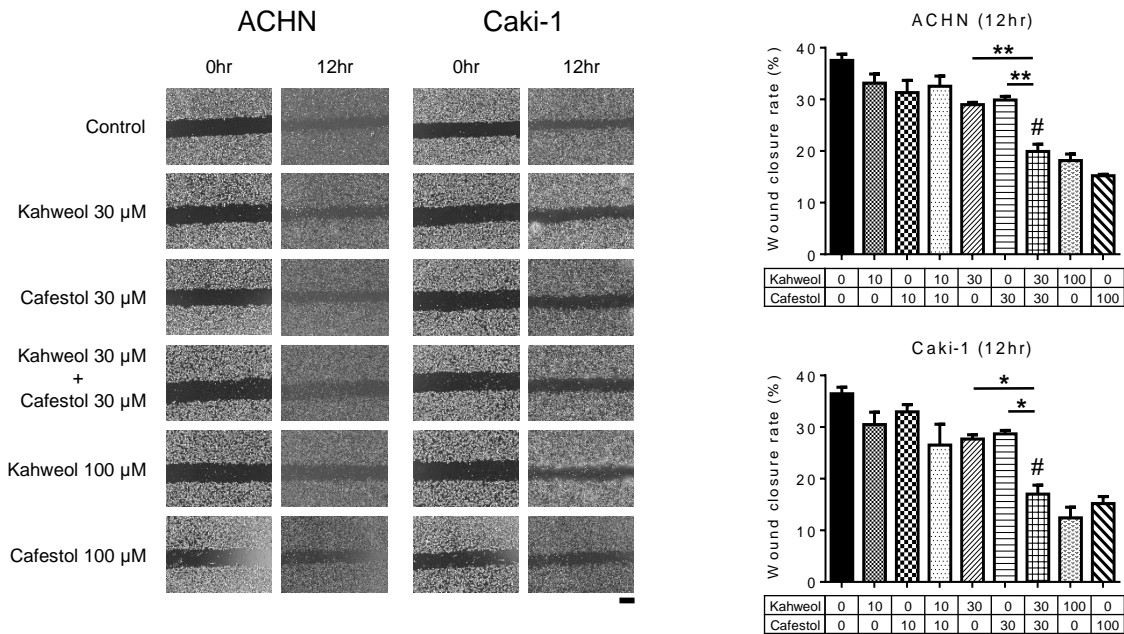 ACHN Caki-1
0hr 12hr 0hr 12hr
Control
Kahweol 30 µM
Cafestol 30 µM
Kahweol 30 µM
+
Cafestol 30 µM
Kahweol 100 µM
Cafestol 100 µM
ACHN (12hr)
Wound closure rate (%)
40
30
20
10
0
**
**
#
Kahweol 0 10 0 10 30 0 30 100 0
Cafestol 0 0 10 10 0 30 30 0 100
Caki-1 (12hr)
Wound closure rate (%)
40
30
20
10
0
*
*
#
Kahweol 0 10 0 10 30 0 30 100 0
Cafestol 0 0 10 10 0 30 30 0 100